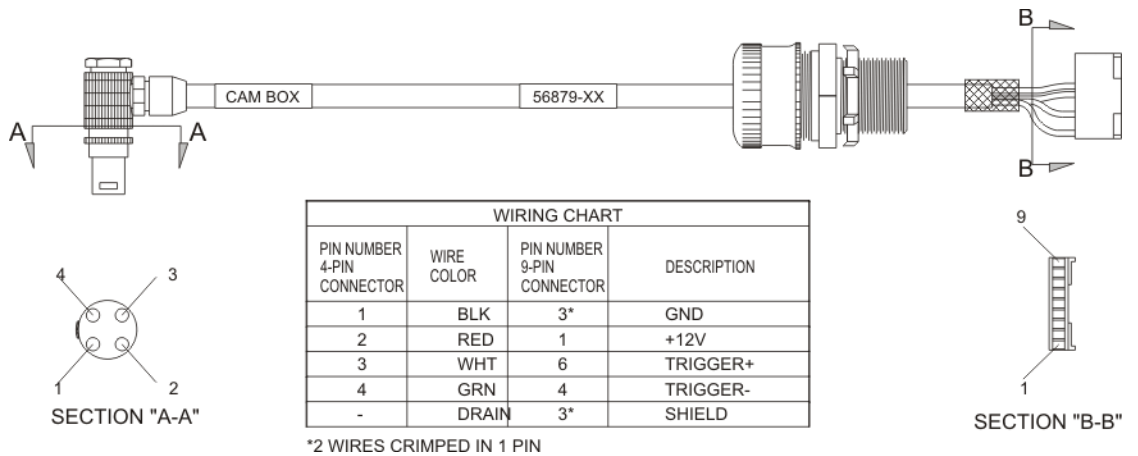 B
CAM BOX
56879-XX
A A
B
WIRING CHART
PIN NUMBER 4-PIN CONNECTOR WIRE COLOR PIN NUMBER 9-PIN CONNECTOR DESCRIPTION
1 BLK 3* GND
2 RED 1 +12V
3 WHT 6 TRIGGER+
4 GRN 4 TRIGGER-
- DRAIN 3* SHIELD
*2 WIRES CRIMPED IN 1 PIN
4 3
1 2
SECTION "A-A"
9
1
SECTION "B-B"